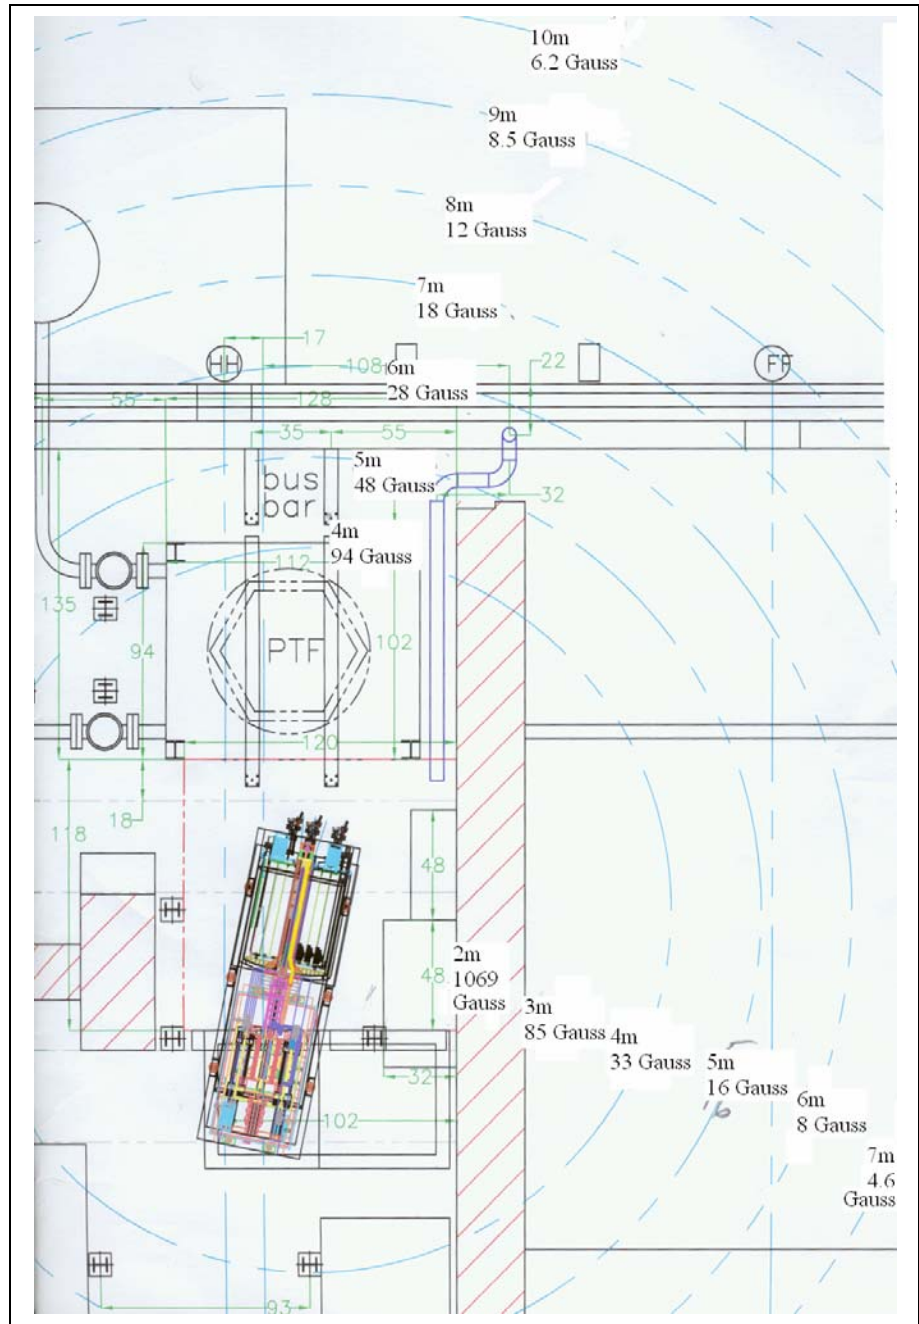 10m
6.2 Gauss
9m
8.5 Gauss
8m
12 Gauss
7m
18 Gauss
17
HH
108
22
FF
6m
28 Gauss
55
128
35
55
5m
48 Gauss
bus
bar
32
4m
94 Gauss
112
135
94
PTF
102
120
118
18
48
48
2m
1069
Gauss
3m
85 Gauss
4m
33 Gauss
5m
16 Gauss
16
6m
8 Gauss
32
102
7m
4.6
Gauss
93